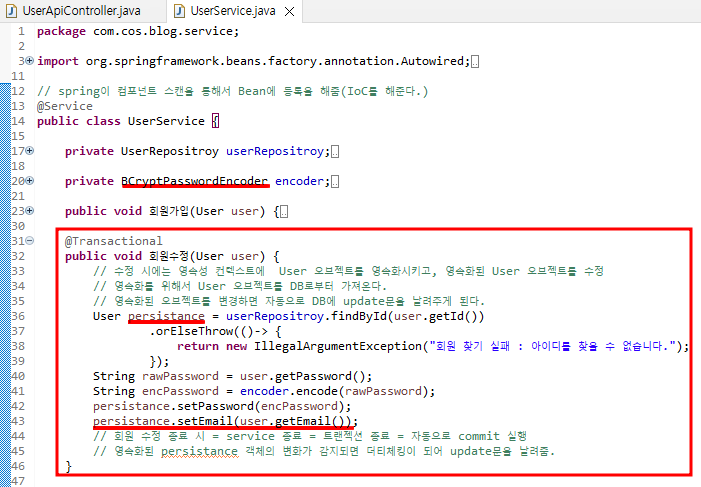 UserApiController.java
UserService.java
1 package com.cos.blog.service;
2
3 import org.springframework.beans.factory.annotation.Autowired;
11
12 // spring이 컴포넌트 스캔을 통해서 Bean에 등록을 해줌(IoC를 해준다.)
13 @Service
14 public class UserService {
15
17 private UserRepositroy userRepositroy;
18
20 private BCryptPasswordEncoder encoder;
21
23 public void 회원가입(User user) {
30
31 @Transactional
32 public void 회원수정(User user) {
33 // 수정 시에는 영속성 컨텍스트에 User 오브젝트를 영속화시키고, 영속화된 User 오브젝트를 수정
34 // 영속화를 위해서 User 오브젝트를 DB로부터 가져온다.
35 // 영속화된 오브젝트를 변경하면 자동으로 DB에 update문을 날려주게 된다.
36 User persistance = userRepositroy.findById(user.getId())
37 .orElseThrow(()-> {
38 return new IllegalArgumentException("회원 찾기 실패 : 아이디를 찾을 수 없습니다.");
39 });
40 String rawPassword = user.getPassword();
41 String encPassword = encoder.encode(rawPassword);
42 persistance.setPassword(encPassword);
43 persistance.setEmail(user.getEmail());
44 // 회원 수정 종료 시 = service 종료 = 트랜젝션 종료 = 자동으로 commit 실행
45 // 영속화된 persistance 객체의 변화가 감지되면 더티체킹이 되어 update문을 날려줌.
46 }
47